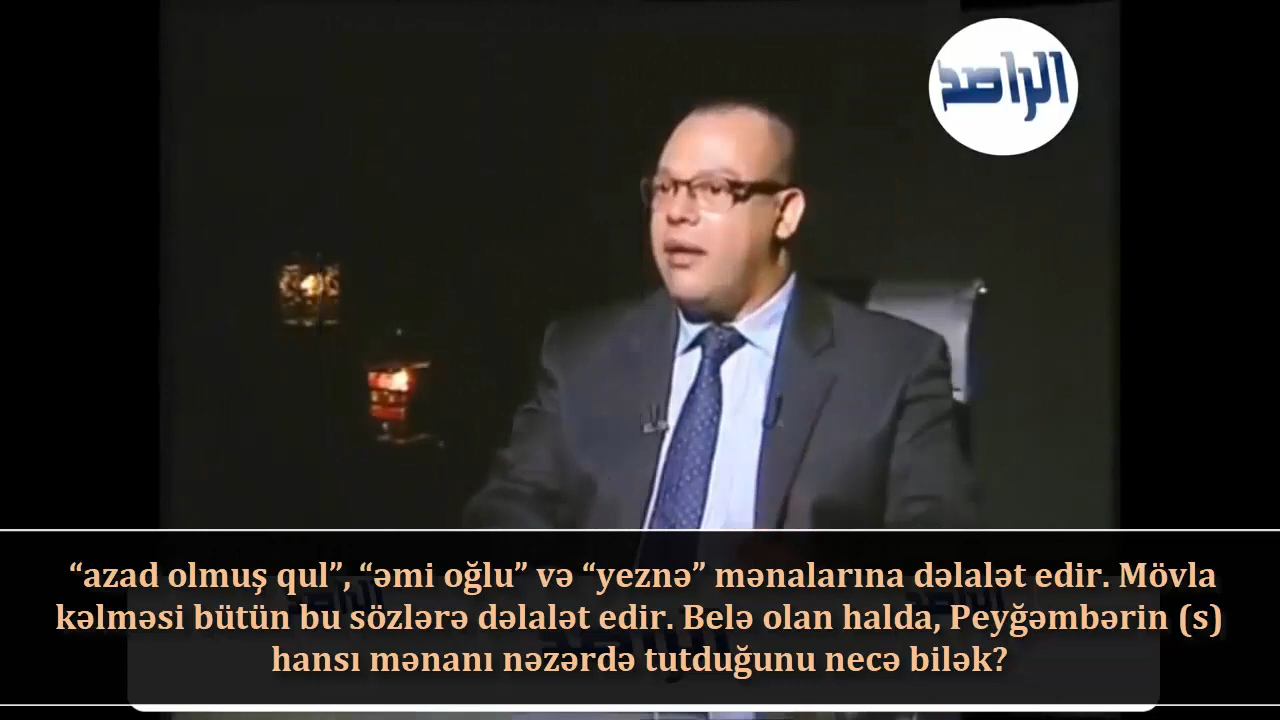 الراصد
“azad olmuş qul”, “əmi oğlu” və “yeznə” mənalarına dəlalət edir. Mövla
kəlməsi bütün bu sözlərə dəlalət edir. Belə olan halda, Peyğəmbərin (s)
hansı mənanı nəzərdə tutduğunu necə bilək?